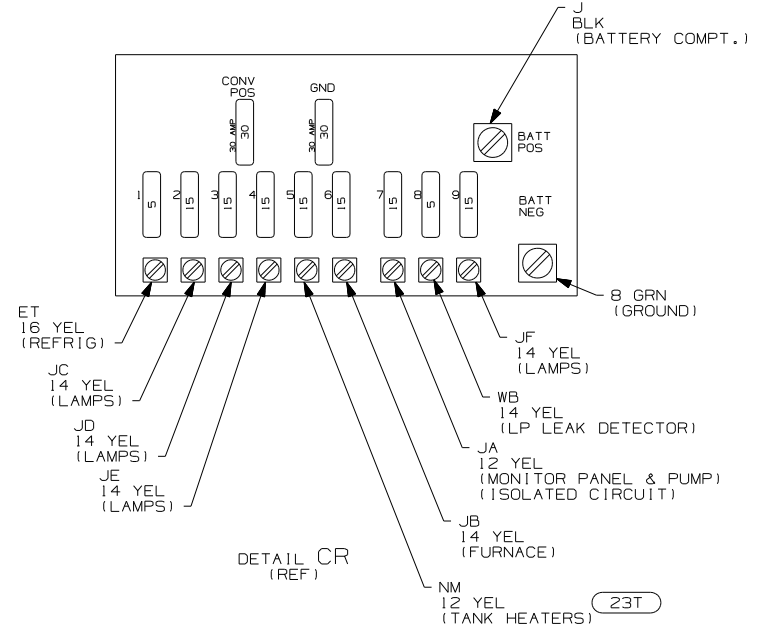 J
BLK
(BATTERY COMPT.)
CONV
POS
GND
30 AMP
30
30 AMP
30
BATT
POS
1
5
2
15
3
15
4
15
5
15
6
15
7
15
8
5
9
15
BATT
NEG
8 GRN
(GROUND)
ET
16 YEL
(REFRIG)
JC
14 YEL
(LAMPS)
JD
14 YEL
(LAMPS)
JE
14 YEL
(LAMPS)
JF
14 YEL
(LAMPS)
WB
14 YEL
(LP LEAK DETECTOR)
JA
12 YEL
(MONITOR PANEL & PUMP)
(ISOLATED CIRCUIT)
JB
14 YEL
(FURNACE)
DETAIL CR
(REF)
NM
12 YEL
(TANK HEATERS)
23T